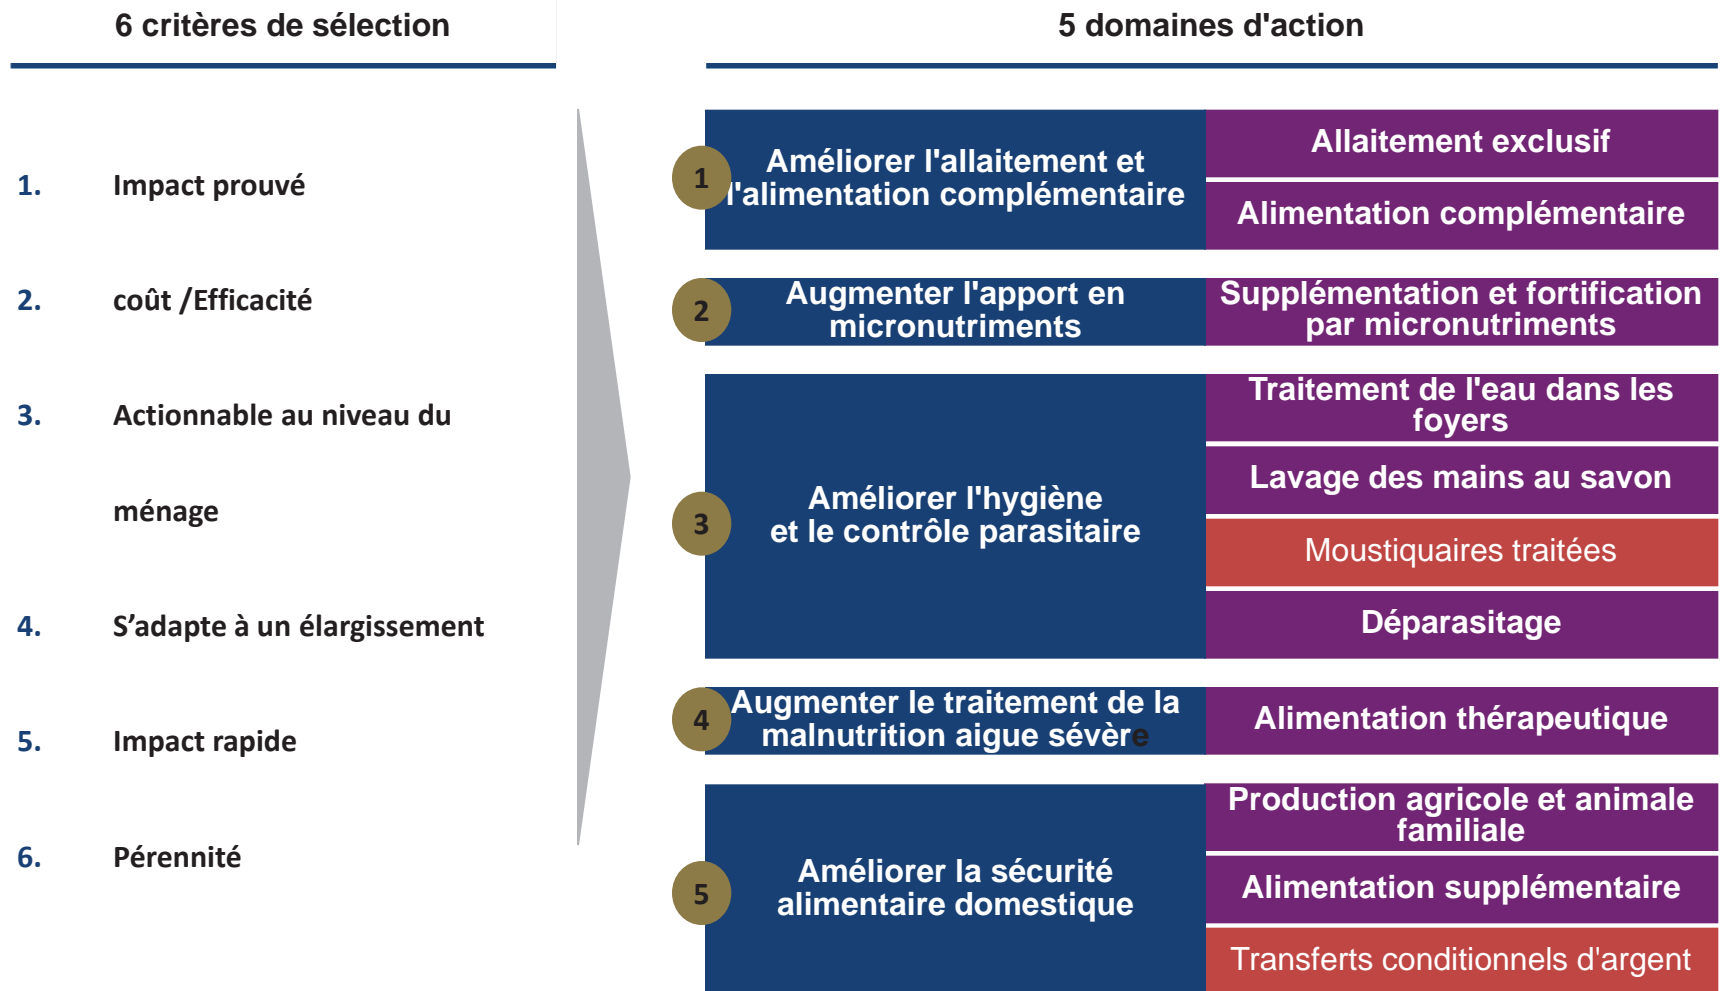 6 critères de sélection
1. Impact prouvé
2. coût /Efficacité
3. Actionnable au niveau du
ménage
4. S’adapte à un élargissement
5. Impact rapide
6. Pérennité
5 domaines d'action
1
Améliorer l'allaitement et
l'alimentation complémentaire
Allaitement exclusif
Alimentation complémentaire
2
Augmenter l'apport en
micronutriments
Supplémentation et fortification
par micronutriments
3
Améliorer l'hygiène
et le contrôle parasitaire
Traitement de l'eau dans les
foyers
Lavage des mains au savon
Moustiquaires traitées
Déparasitage
4
Augmenter le traitement de la
malnutrition aigue sévère
Alimentation thérapeutique
5
Améliorer la sécurité
alimentaire domestique
Production agricole et animale
familiale
Alimentation supplémentaire
Transferts conditionnels d'argent